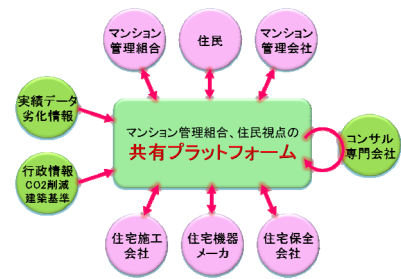 マンション
管理組合
住民
マンション
管理会社
実績データ
劣化情報
マンション管理組合、住民視点の
共有プラットフォーム
コンサル
専門会社
行政情報
CO2削減
建築基準
住宅施工
会社
住宅機器
メーカ
住宅保全
会社